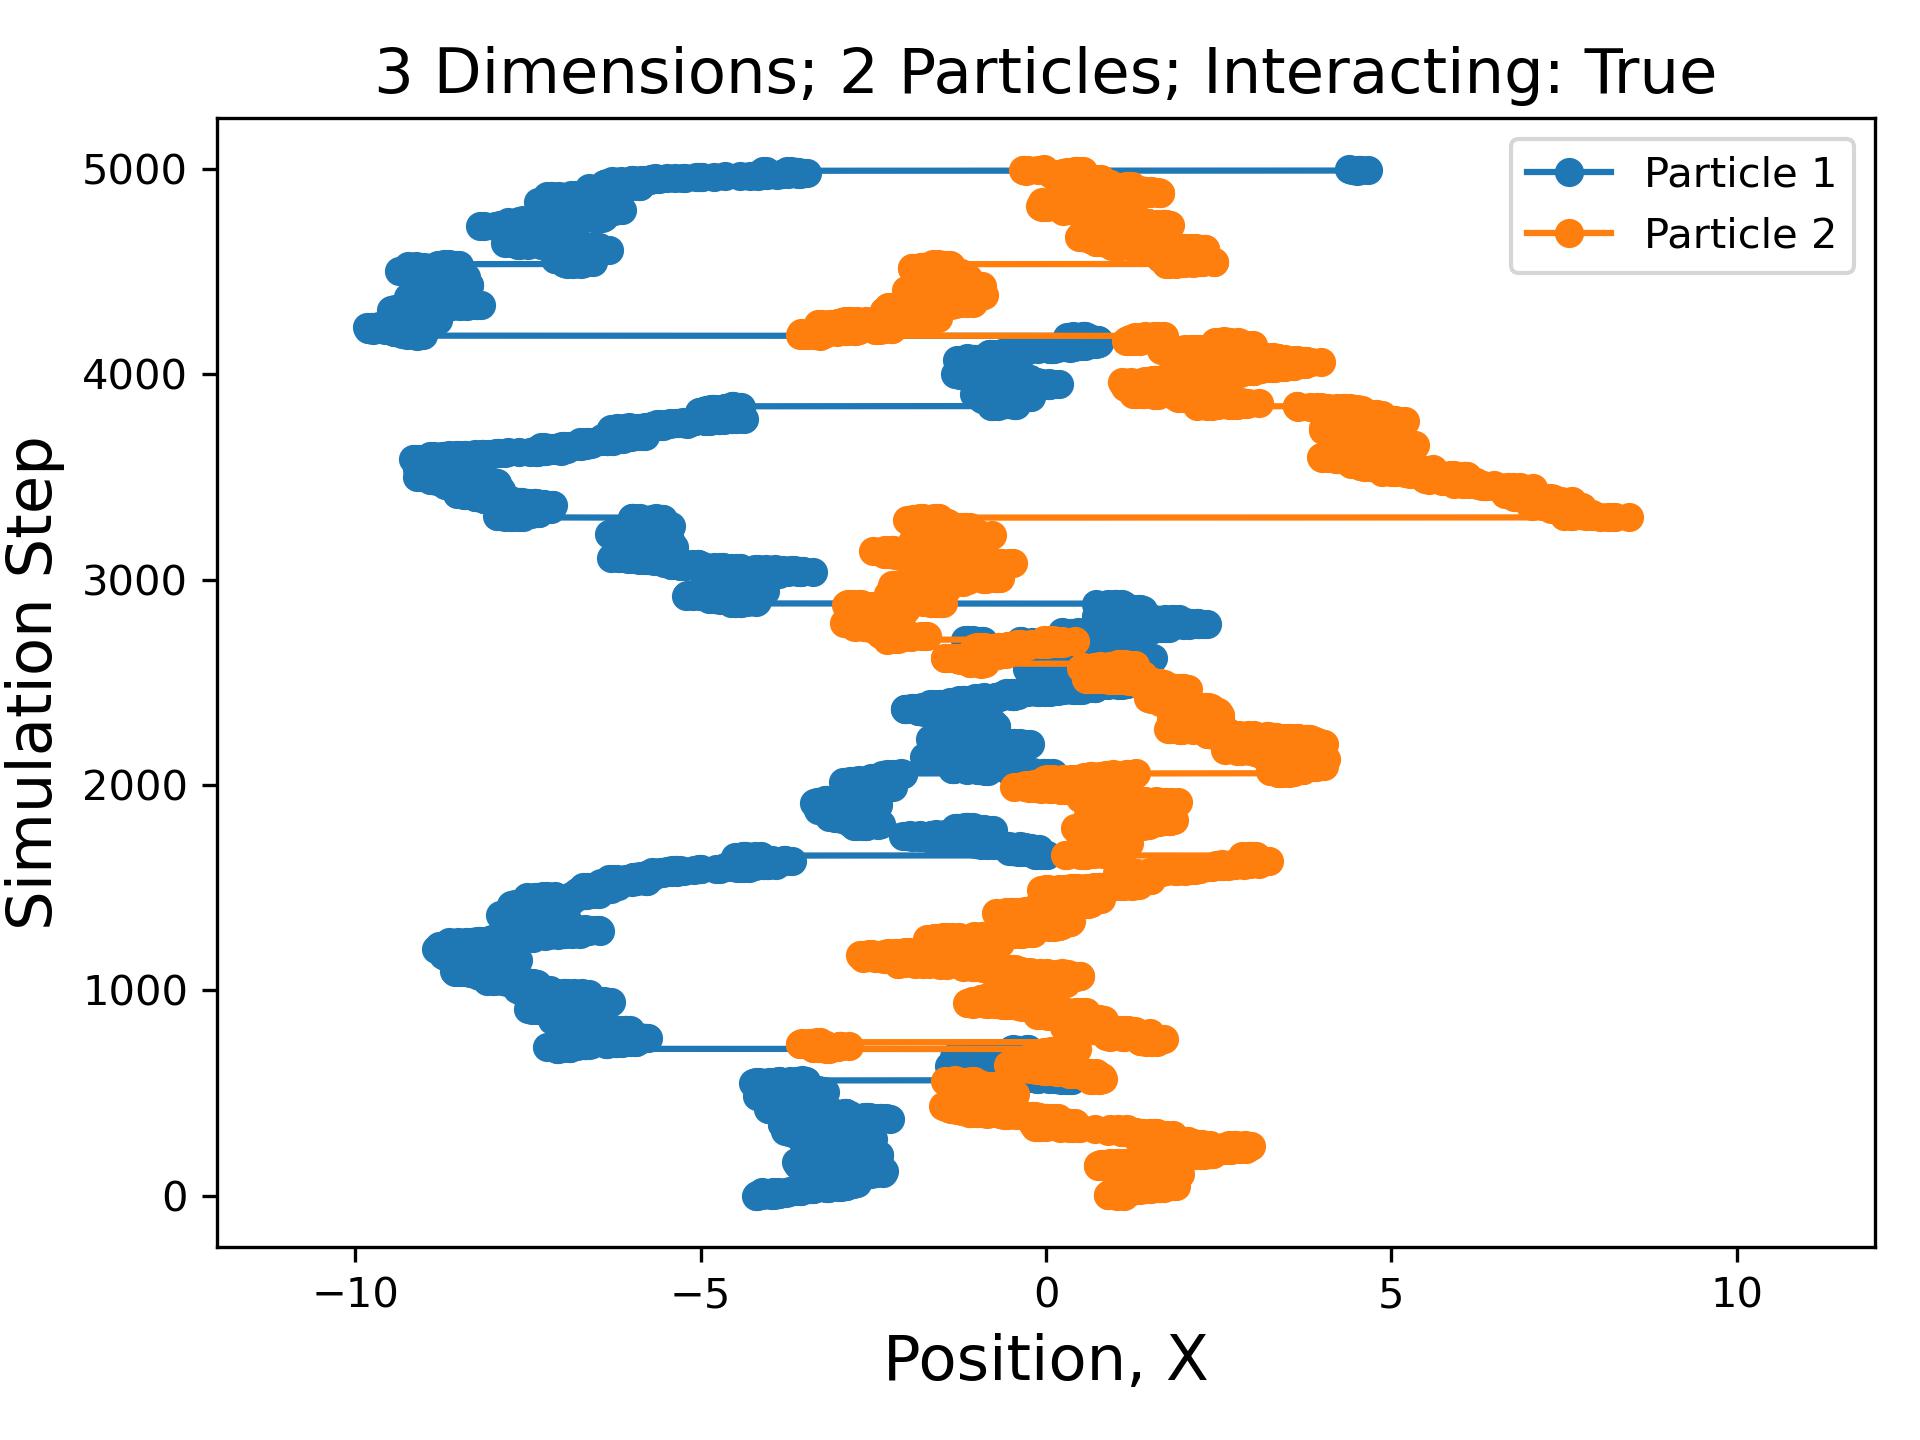 3 Dimensions; 2 Particles; Interacting: True
Particle 1
Particle 2
5000
4000
3000
2000
1000
0
Simulation Step
−10
−5
0
5
10
Position, X